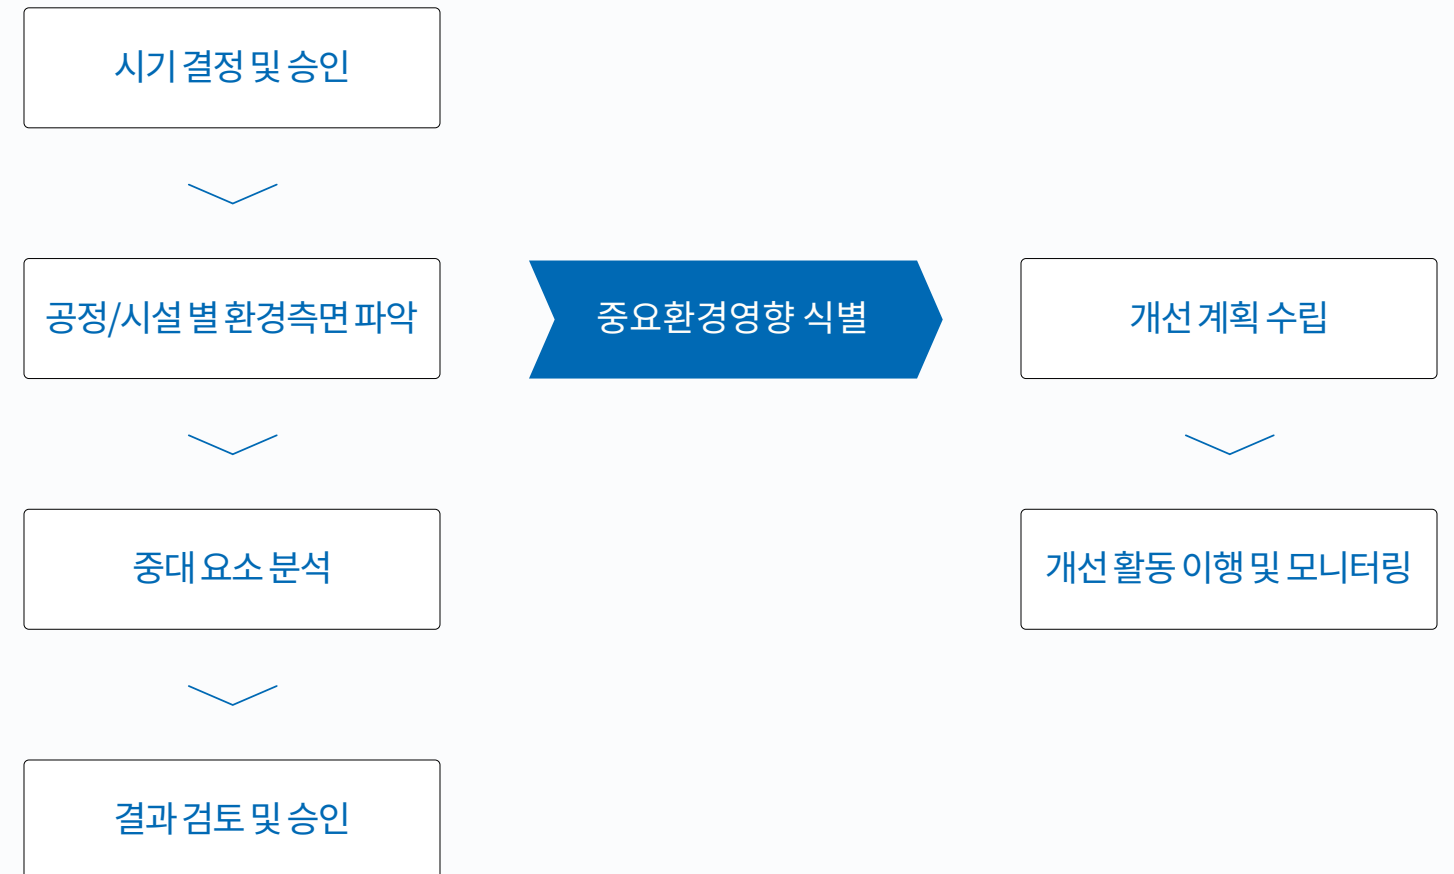 시기 결정 및 승인
공정/시설 별 환경측면 파악
중대 요소 분석
결과 검토 및 승인
중요환경영향 식별
개선 계획 수립
개선 활동 이행 및 모니터링